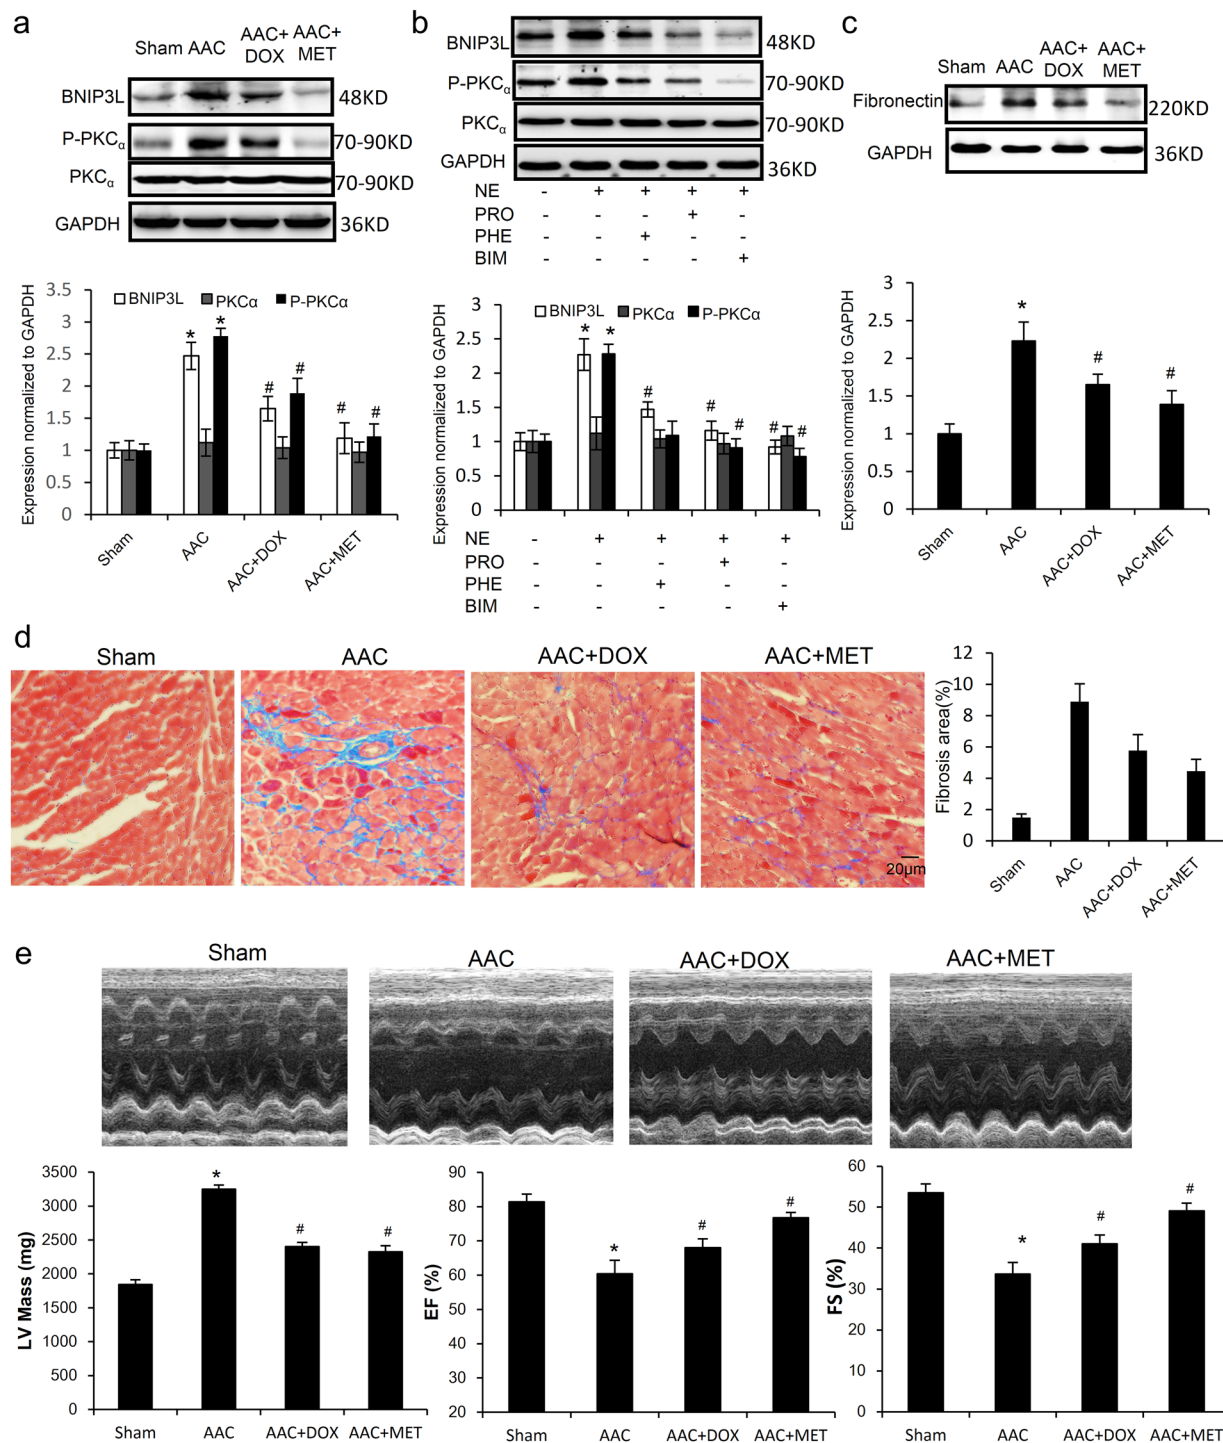 a
Sham AAC AAC+ DOX AAC+ MET
BNIP3L 48KD
P-PKCα 70-90KD
PKCα 70-90KD
GAPDH 36KD
Expression normalized to GAPDH
BNIP3L PKCα P-PKCα
3.5
3
2.5
2
1.5
1
0.5
0
* * # # # #
Sham AAC AAC+DOX AAC+MET
b
BNIP3L 48KD
P-PKCα 70-90KD
PKCα 70-90KD
GAPDH 36KD
NE - + + + +
PRO - - - + -
PHE - - + - -
BIM - - - - +
Expression normalized to GAPDH
BNIP3L PKCα P-PKCα
3
2.5
2
1.5
1
0.5
0
* * # # # # #
NE - + + + +
PRO - - - + -
PHE - - + - -
BIM - - - - +
c
Sham AAC AAC+ DOX AAC+ MET
Fibronectin 220KD
GAPDH 36KD
Expression normalized to GAPDH
3
2.5
2
1.5
1
0.5
0
* # #
Sham AAC AAC+DOX AAC+MET
d
Sham AAC AAC+DOX AAC+MET
20μm
Fibrosis area(%)
12
10
8
6
4
2
0
Sham AAC AAC+DOX AAC+MET
e
Sham AAC AAC+DOX AAC+MET
LV Mass (mg)
3500
3000
2500
2000
1500
1000
500
0
* # #
Sham AAC AAC+DOX AAC+MET
EF (%)
90
80
70
60
50
40
30
20
* # #
Sham AAC AAC+DOX AAC+MET
FS (%)
60
50
40
30
20
10
0
* # #
Sham AAC AAC+DOX AAC+MET